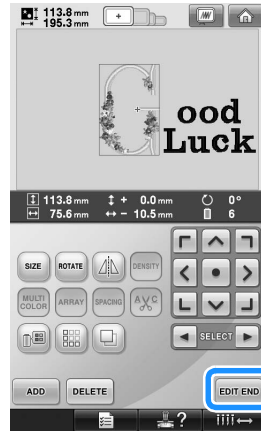 113.8 mm
195.3 mm
ood
Luck
113.8 mm + 0.0 mm 0°
75.6 mm - 10.5 mm 6
SIZE ROTATE DENSITY
MULTI COLOR ARRAY SPACING A C
SELECT
ADD DELETE EDIT END
?